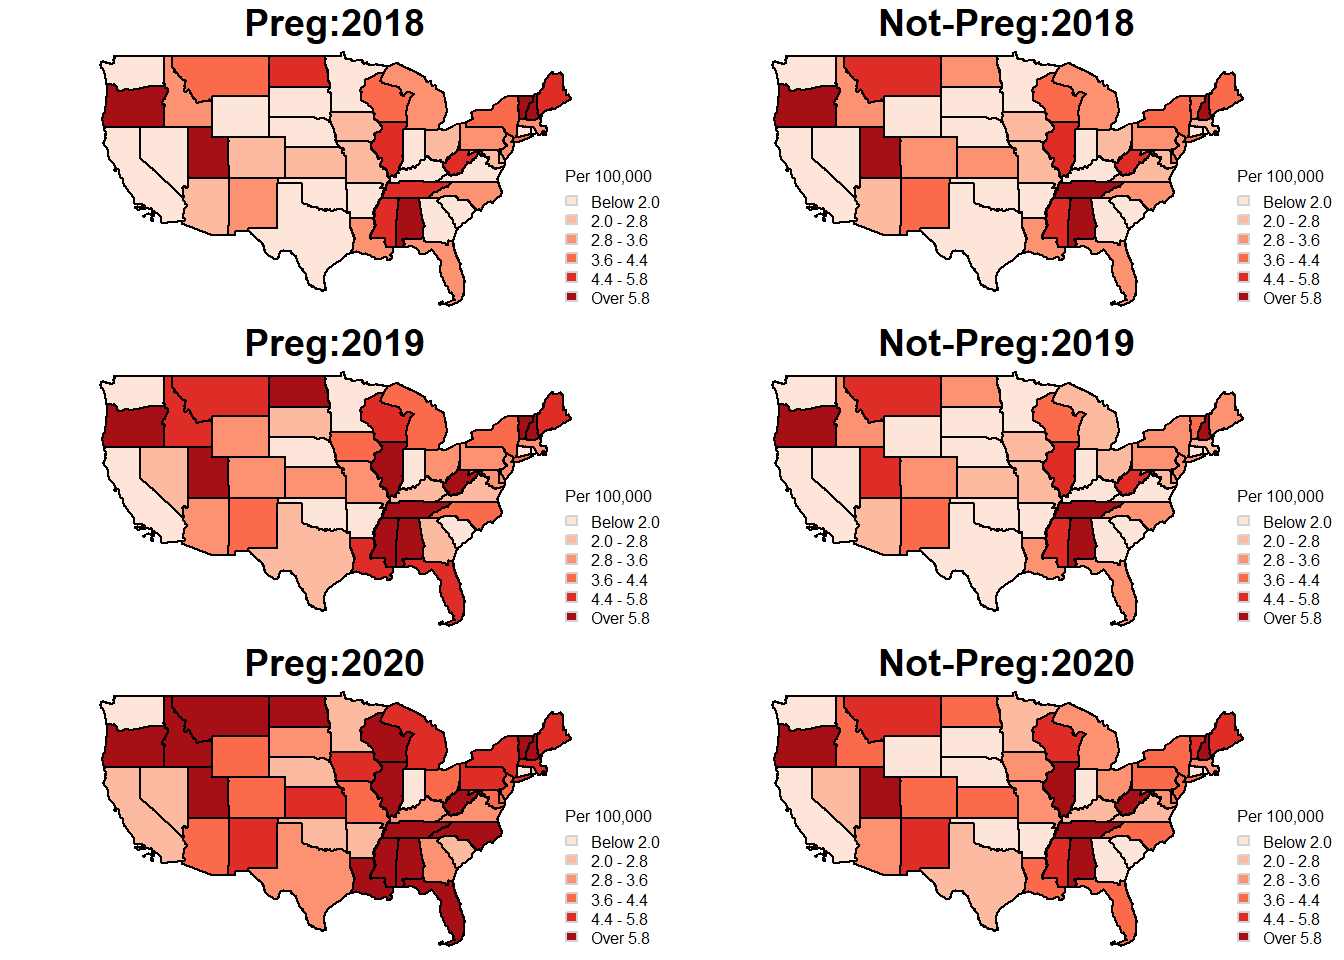 Preg:2018
Per 100,000
Below 2.0
2.0 - 2.8
2.8 - 3.6
3.6 - 4.4
4.4 - 5.8
Over 5.8
Not-Preg:2018
Per 100,000
Below 2.0
2.0 - 2.8
2.8 - 3.6
3.6 - 4.4
4.4 - 5.8
Over 5.8
Preg:2019
Per 100,000
Below 2.0
2.0 - 2.8
2.8 - 3.6
3.6 - 4.4
4.4 - 5.8
Over 5.8
Not-Preg:2019
Per 100,000
Below 2.0
2.0 - 2.8
2.8 - 3.6
3.6 - 4.4
4.4 - 5.8
Over 5.8
Preg:2020
Per 100,000
Below 2.0
2.0 - 2.8
2.8 - 3.6
3.6 - 4.4
4.4 - 5.8
Over 5.8
Not-Preg:2020
Per 100,000
Below 2.0
2.0 - 2.8
2.8 - 3.6
3.6 - 4.4
4.4 - 5.8
Over 5.8